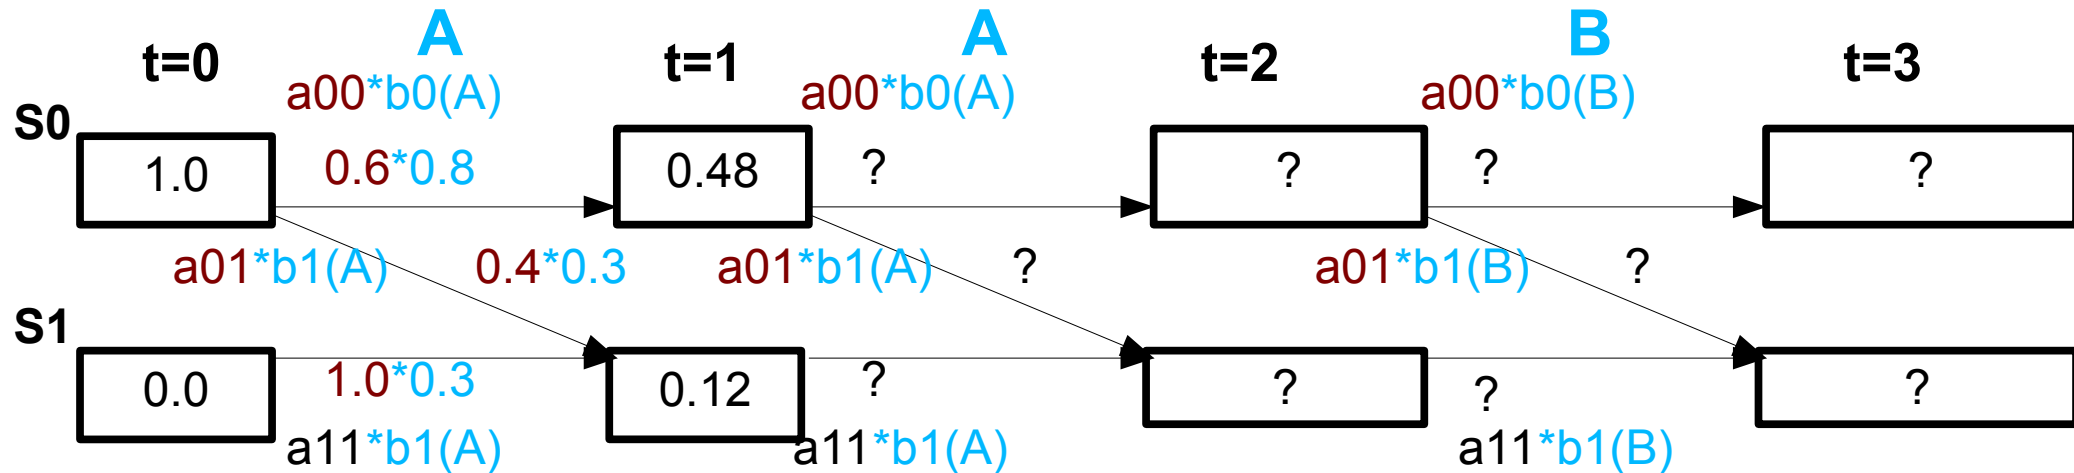 A A B
t=0 t=1 t=2 t=3
a00*b0(A) a00*b0(A) a00*b0(B)
S0
1.0 0.6*0.8 0.48 ? ? ? ?
a01*b1(A) 0.4*0.3 a01*b1(A) ? a01*b1(B) ?
S1
0.0 1.0*0.3 0.12 ? ? ? ?
a11*b1(A) a11*b1(A) a11*b1(B)